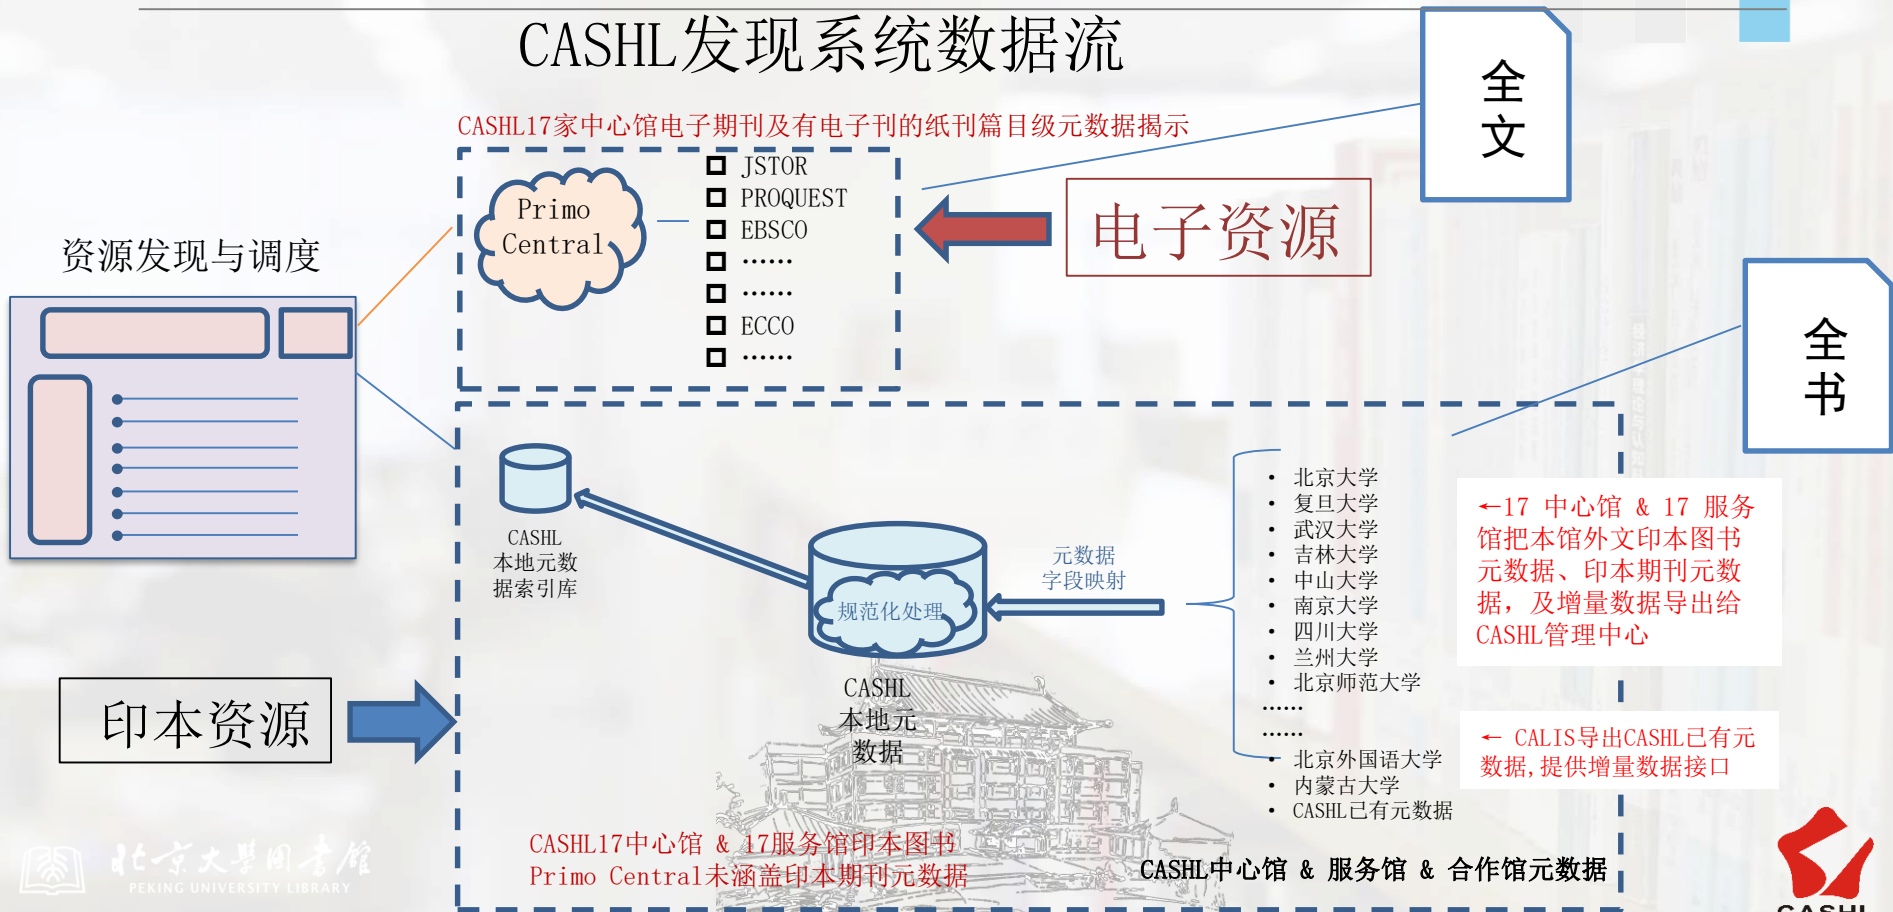 CASHL发现系统数据流
全
文
CASHL17家中心馆电子期刊及有电子刊的纸刊篇目级元数据揭示
Primo
Central
JSTOR
PROQUEST
EBSCO
……
……
ECCO
……
电子资源
资源发现与调度
全
书
CASHL
本地元数
据索引库
规范化处理
元数据
字段映射
北京大学
复旦大学
武汉大学
吉林大学
中山大学
南京大学
四川大学
兰州大学
北京师范大学
……
……
北京外国语大学
内蒙古大学
CASHL已有元数据
←17 中心馆 & 17 服务
馆把本馆外文印本图书
元数据、印本期刊元数
据，及增量数据导出给
CASHL管理中心
← CALIS导出CASHL已有元
数据,提供增量数据接口
CASHL
本地元
数据
印本资源
CASHL17中心馆 & 17服务馆印本图书
Primo Central未涵盖印本期刊元数据
CASHL中心馆 & 服务馆 & 合作馆元数据
北京大学图书馆
PEKING UNIVERSITY LIBRARY
CASHL